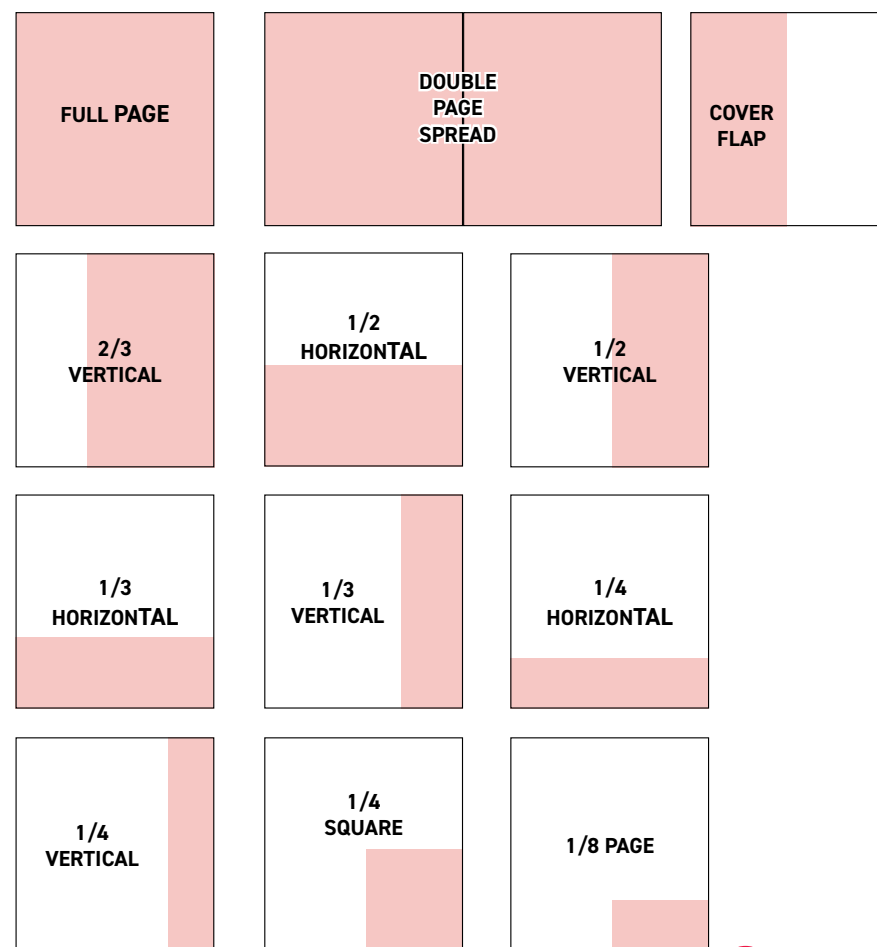 FULL PAGE
DOUBLE
PAGE
SPREAD
COVER
FLAP
2/3
VERTICAL
1/2
HORIZONTAL
1/2
VERTICAL
1/3
HORIZONTAL
1/3
VERTICAL
1/4
HORIZONTAL
1/4
VERTICAL
1/4
SQUARE
1/8 PAGE